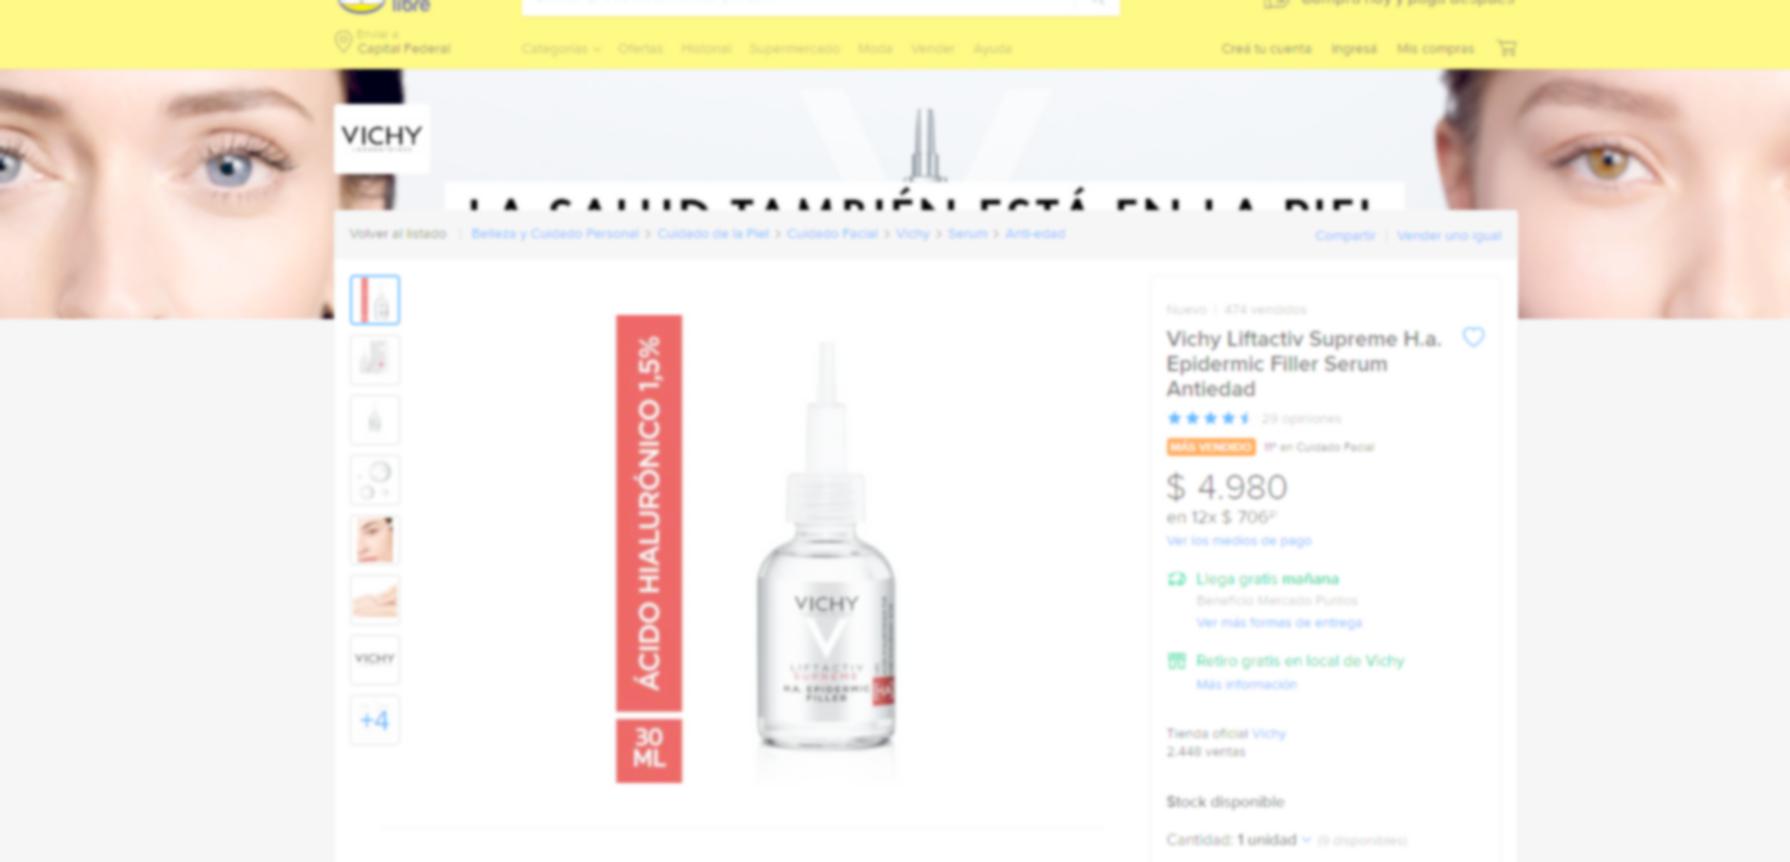 libre
Enviar a
Capital Federal
Categorías Ofertas Historial Supermercado Moda Vender Ayuda
Creá tu cuenta Ingresá Mis compras
VICHY
LA SALUD TAMBIÉN ESTÁ EN LA PIEL
Volver al listado | Belleza y Cuidado Personal > Cuidado de la Piel > Cuidado Facial > Vichy > Serum > Anti-edad
Compartir | Vender uno igual
VICHY
+4
ÁCIDO HIALURÓNICO 1,5%
30
ML
VICHY
LIFTACTIV
SUPREME
H.A. EPIDERMIC
FILLER
HA
Nuevo | 474 vendidos
Vichy Liftactiv Supreme H.a.
Epidermic Filler Serum
Antiedad
29 opiniones
MÁS VENDIDO en Cuidado Facial
$ 4.980
en 12x $ 706
Ver los medios de pago
Llega gratis mañana
Beneficio Mercado Puntos
Ver más formas de entrega
Retiro gratis en local de Vichy
Más información
Tienda oficial Vichy
2.448 ventas
Stock disponible
Cantidad: 1 unidad (9 disponibles)